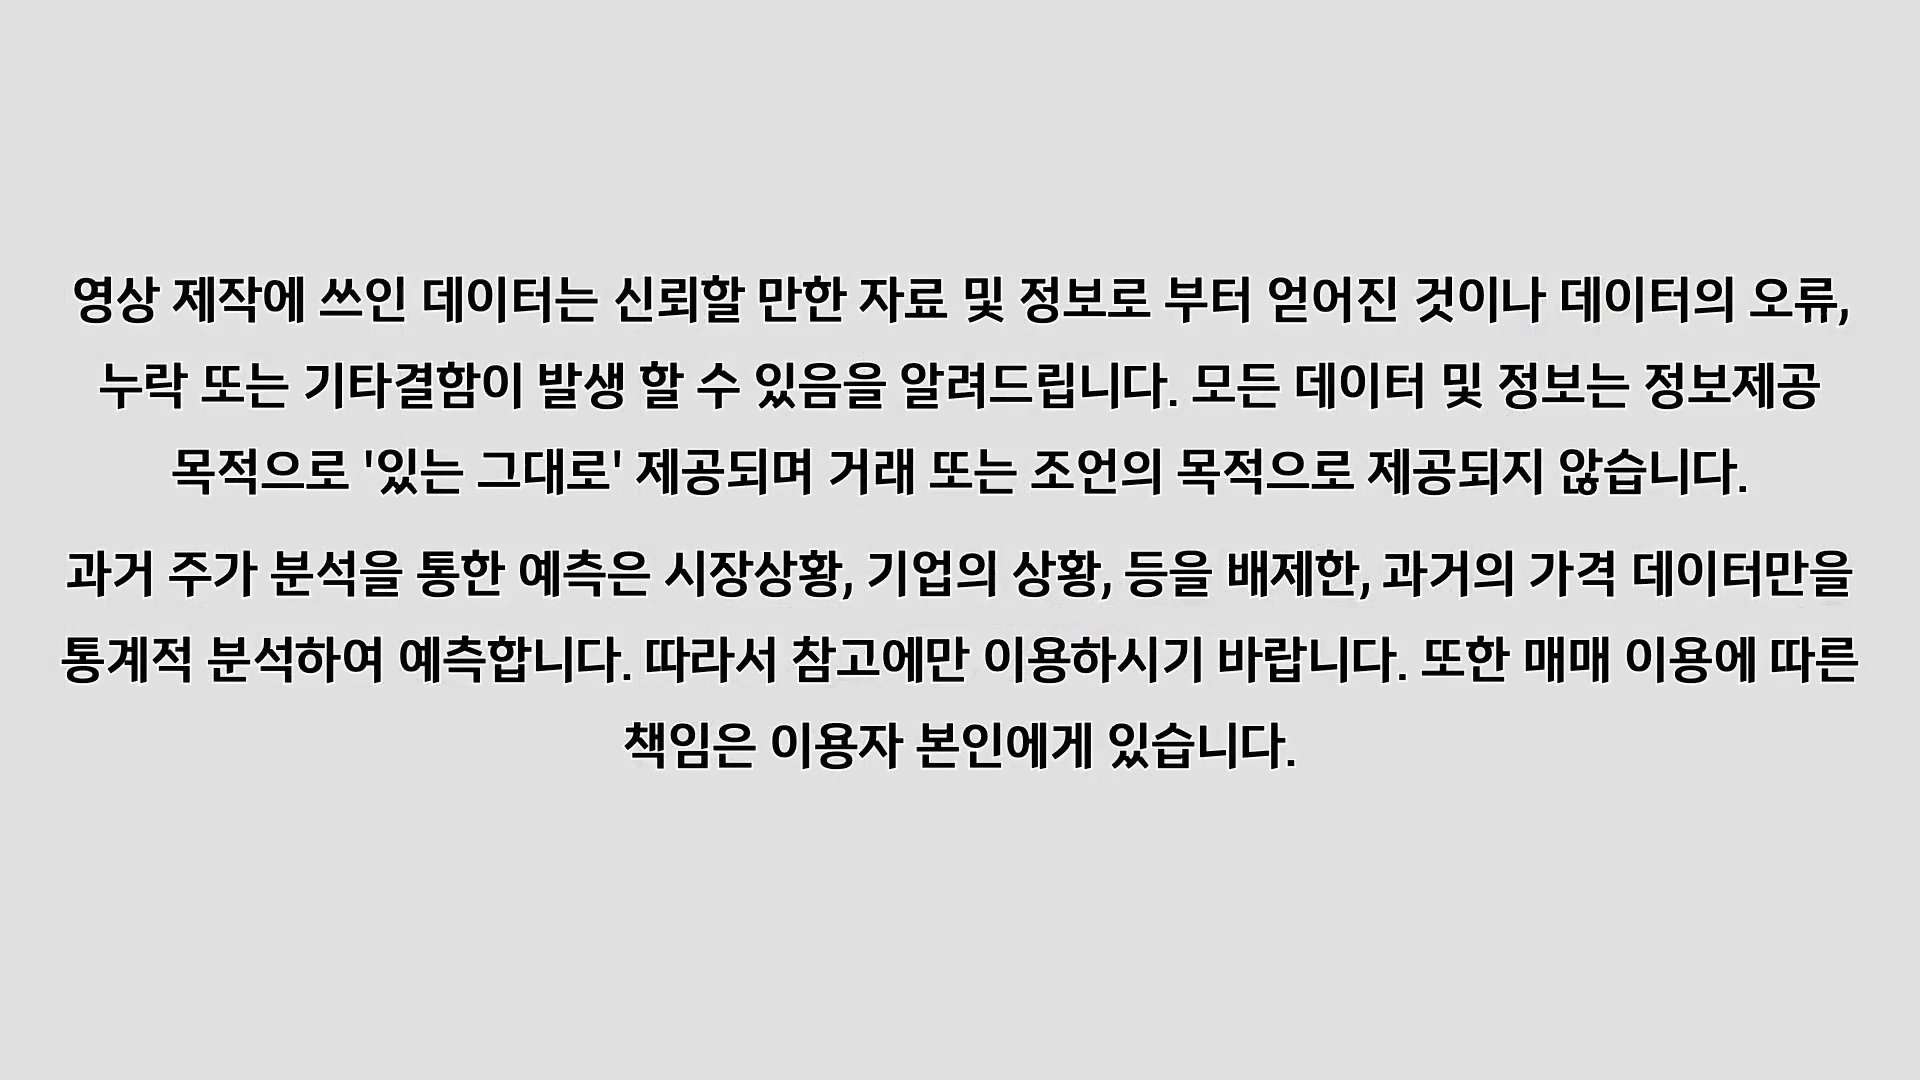 영상 제작에 쓰인 데이터는 신뢰할 만한 자료 및 정보로 부터 얻어진 것이나 데이터의 오류,
누락 또는 기타결함이 발생 할 수 있음을 알려드립니다. 모든 데이터 및 정보는 정보제공
목적으로 '있는 그대로' 제공되며 거래 또는 조언의 목적으로 제공되지 않습니다.
과거 주가 분석을 통한 예측은 시장상황, 기업의 상황, 등을 배제한, 과거의 가격 데이터만을
통계적 분석하여 예측합니다. 따라서 참고에만 이용하시기 바랍니다. 또한 매매 이용에 따른
책임은 이용자 본인에게 있습니다.